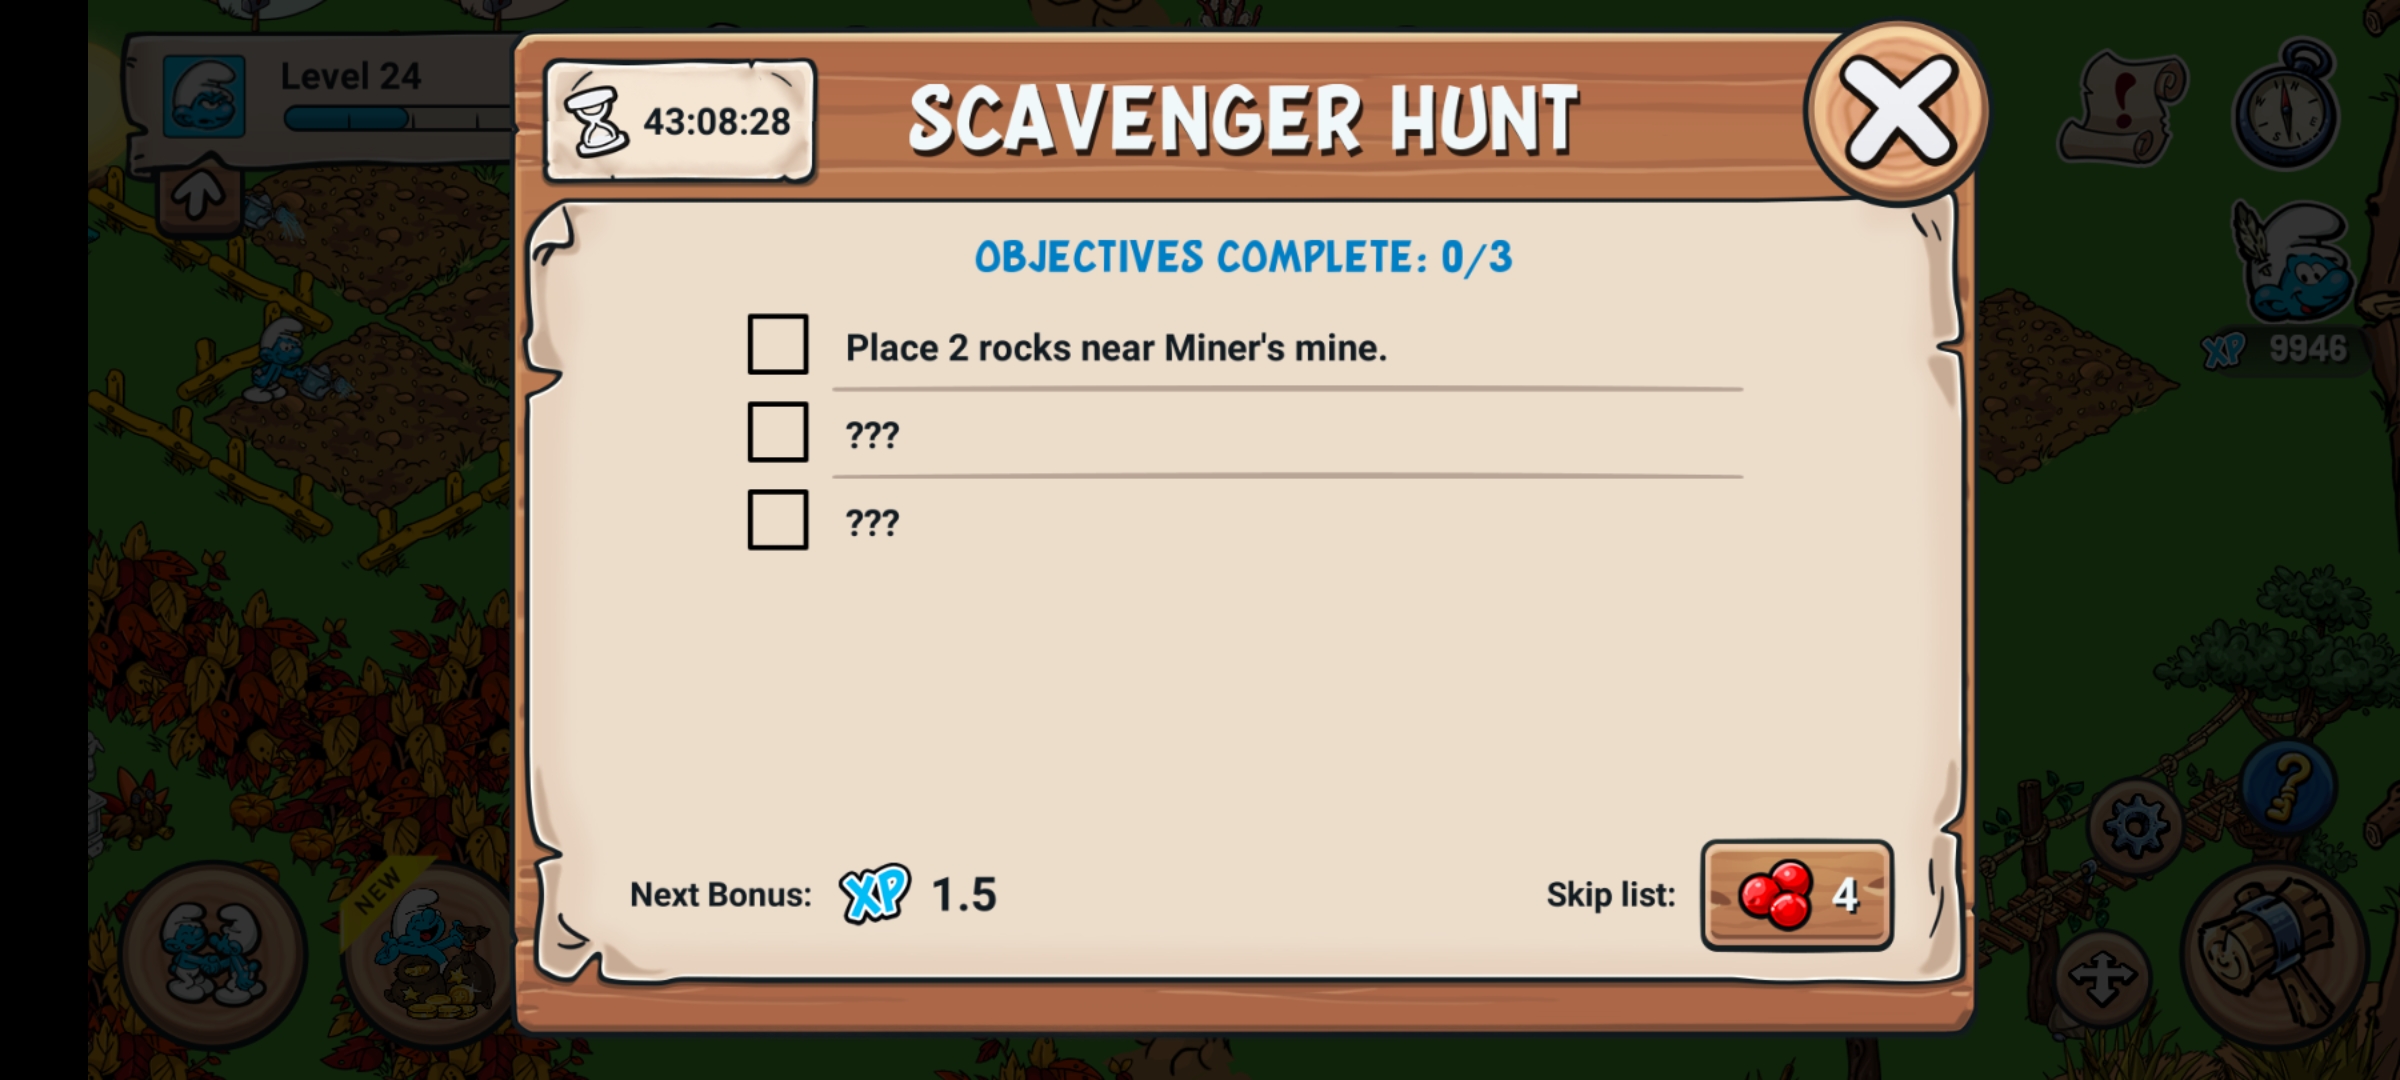 Level 24
43:08:28
SCAVENGER HUNT
OBJECTIVES COMPLETE: 0/3
Place 2 rocks near Miner's mine.
???
???
XP 9946
NEW
Next Bonus: XP 1.5
Skip list: 4